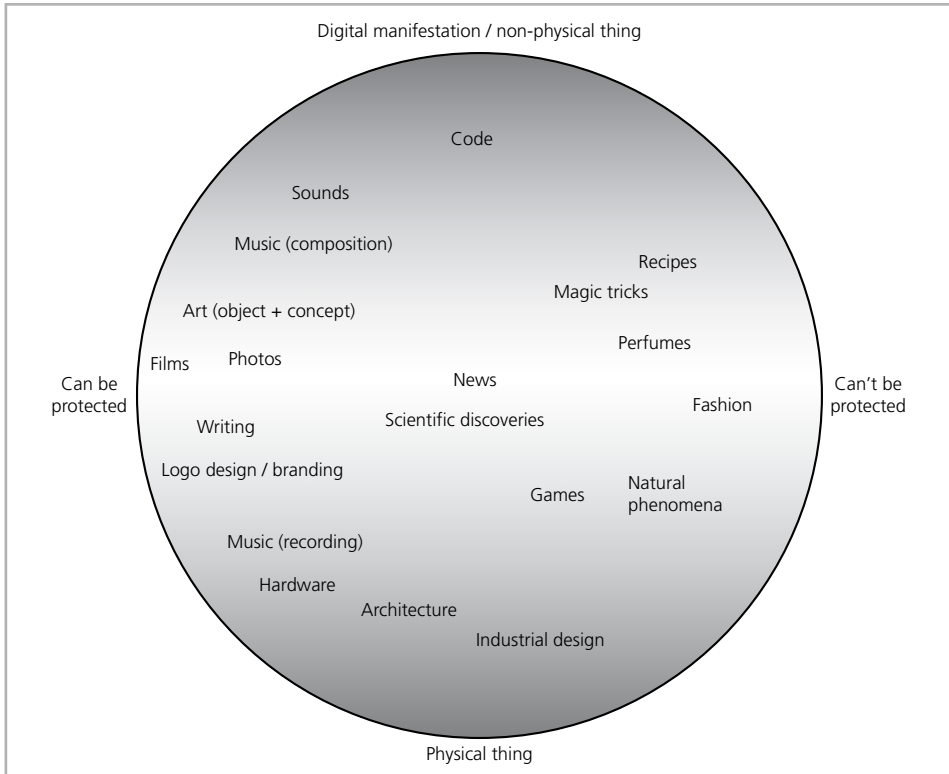 Digital manifestation / non-physical thing
Code
Sounds
Music (composition)
Recipes
Magic tricks
Art (object + concept)
Perfumes
Photos
Films
News
Can be
protected
Can't be
protected
Fashion
Scientific discoveries
Writing
Logo design / branding
Natural
phenomena
Games
Music (recording)
Hardware
Architecture
Industrial design
Physical thing